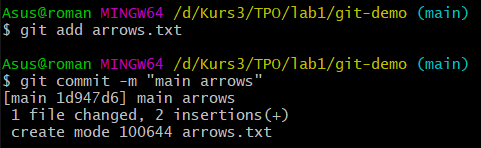 Asus@roman MINGW64 /d/Kurs3/TPO/lab1/git-demo (main)
$ git add arrows.txt
Asus@roman MINGW64 /d/Kurs3/TPO/lab1/git-demo (main)
$ git commit -m "main arrows"
[main 1d947d6] main arrows
 1 file changed, 2 insertions(+)
 create mode 100644 arrows.txt